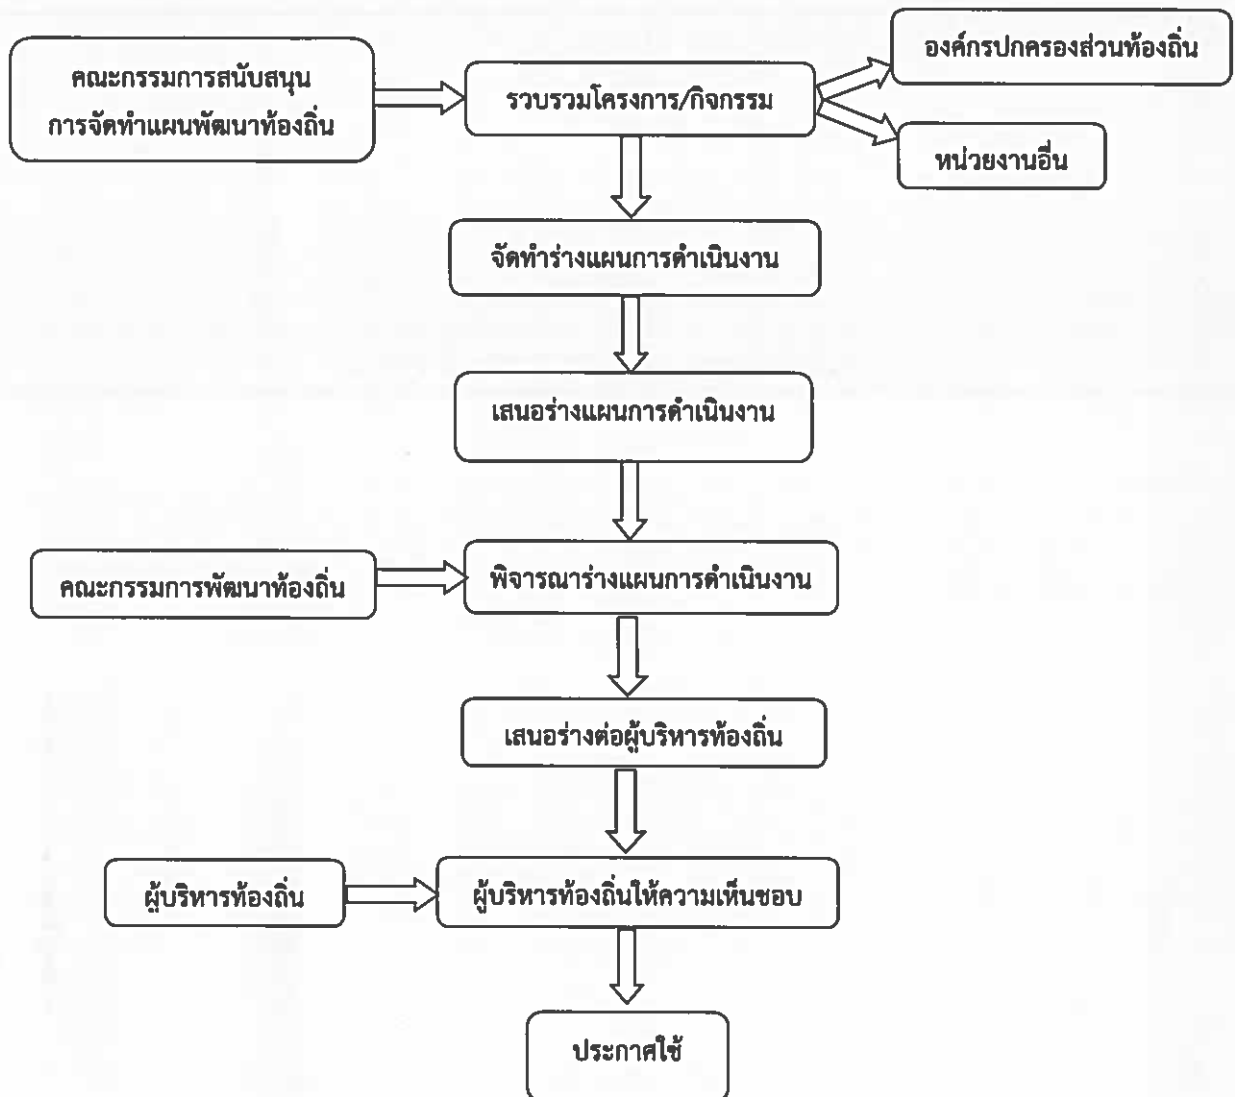 องค์กรปกครองส่วนท้องถิ่น
คณะกรรมการสนับสนุน
การจัดทำแผนพัฒนาท้องถิ่น
รวบรวมโครงการ/กิจกรรม
หน่วยงานอื่น
จัดทำร่างแผนการดำเนินงาน
เสนอร่างแผนการดำเนินงาน
คณะกรรมการพัฒนาท้องถิ่น
พิจารณาร่างแผนการดำเนินงาน
เสนอร่างต่อผู้บริหารท้องถิ่น
ผู้บริหารท้องถิ่น
ผู้บริหารท้องถิ่นให้ความเห็นชอบ
ประกาศใช้